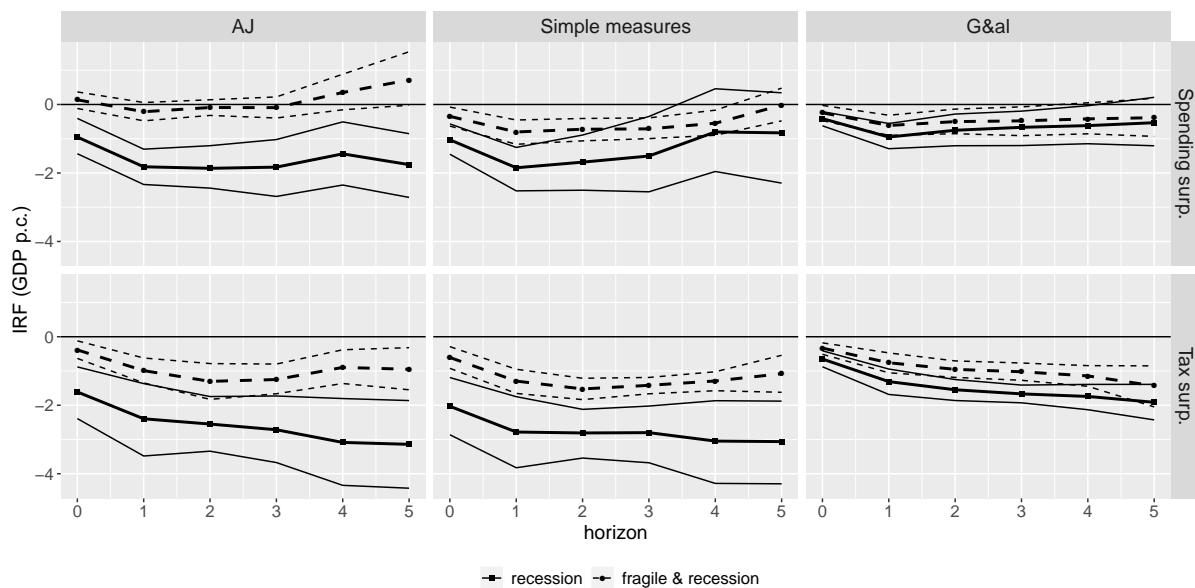 AJ
Simple measures
G&al
IRF (GDP p.c.)
0
−2
−4
Spending surp.
0
−2
−4
Tax surp.
0 1 2 3 4 5 0 1 2 3 4 5 0 1 2 3 4 5
horizon
recession fragile & recession